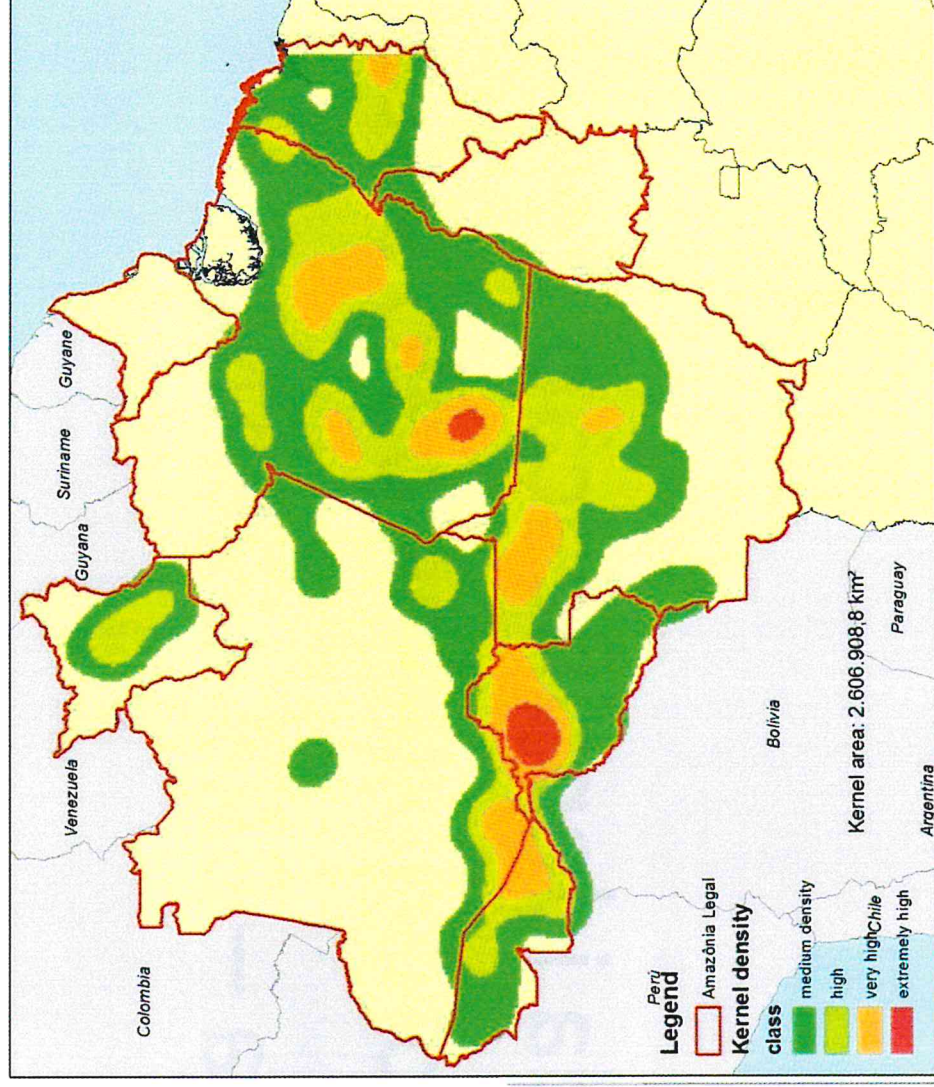 Guyane
Suriname
Guyana
Venezuela
Colombia
Perú
Bolivia
Paraguay
Chile
Argentina
Kernel area: 2.606.908,8 km²
Legend
Amazônia Legal
Kernel density
class
medium density
high
very high
extremely high